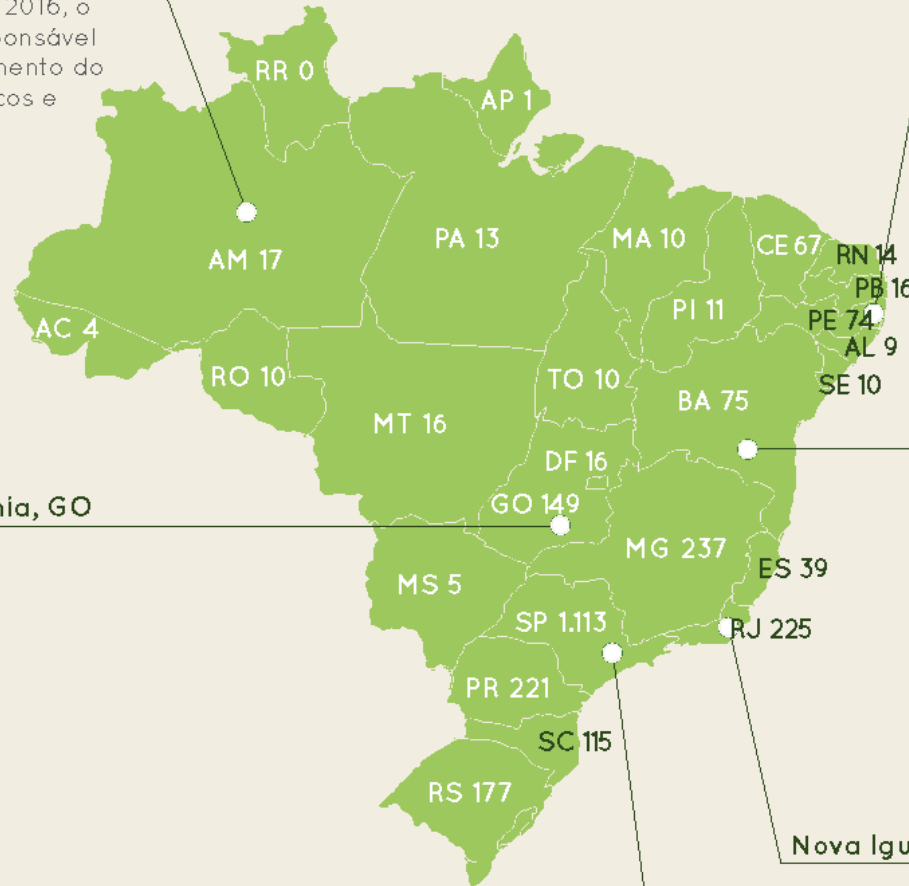 2016, o
mento do
RR 0
AP 1
PA 13
MA 10
CE 67
RN 14
AM 17
PB 16
PI 11
PE 74
AC 4
AL 9
RO 10
TO 10
SE 10
BA 75
MT 16
DF 16
GO 149
GO
MG 237
ES 39
MS 5
SP 1.113
RJ 225
PR 221
SC 115
RS 177
Nova Igu